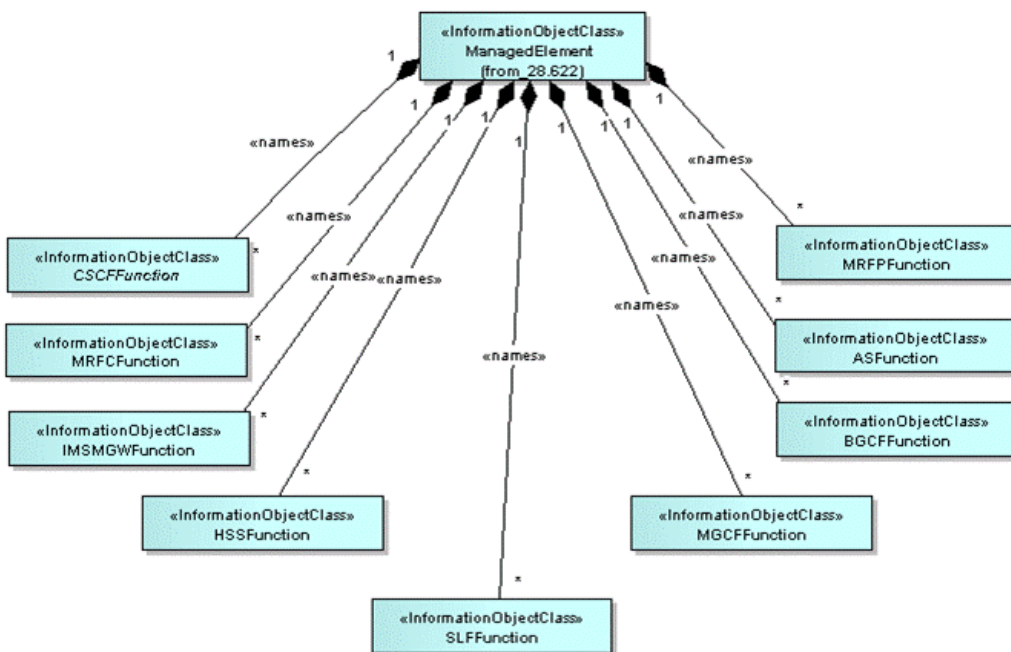 «InformationObjectClass»
ManagedElement
(from_28.622)
1
1
1
1
1
1
1
1
1
«names»
«names»
«names»
«names»
«names»
«names»
«names»
«names»
«names»
*
«InformationObjectClass»
CSCFFunction
*
«InformationObjectClass»
MRFPFunction
*
«InformationObjectClass»
MRFCFunction
*
«InformationObjectClass»
ASFunction
*
«InformationObjectClass»
IMSMGWFunction
*
«InformationObjectClass»
BGCFFunction
*
«InformationObjectClass»
HSSFunction
*
«InformationObjectClass»
MGCFFunction
*
«InformationObjectClass»
SLFFunction